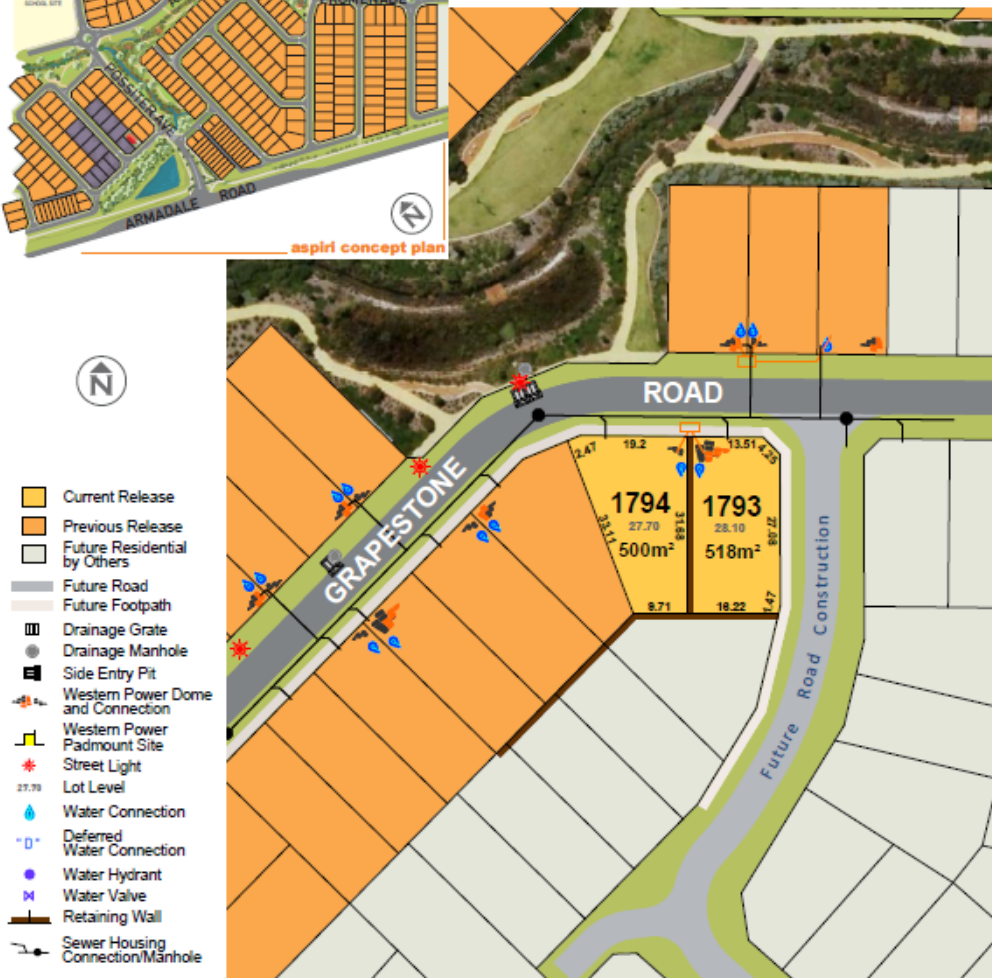 SCHOOL SITE
ARMADALE ROAD
aspiri concept plan
N
ROAD
GRAPESTONE
2.47
19.2
13.51
4.25
1794
27.70
500m²
33.11
31.68
1793
28.10
518m²
27.08
9.71
16.22
1.47
Future Road Construction
Current Release
Previous Release
Future Residential
by Others
Future Road
Future Footpath
Drainage Grate
Drainage Manhole
Side Entry Pit
Western Power Dome
and Connection
Western Power
Padmount Site
Street Light
27.70 Lot Level
Water Connection
"D" Deferred
Water Connection
Water Hydrant
Water Valve
Retaining Wall
Sewer Housing
Connection/Manhole